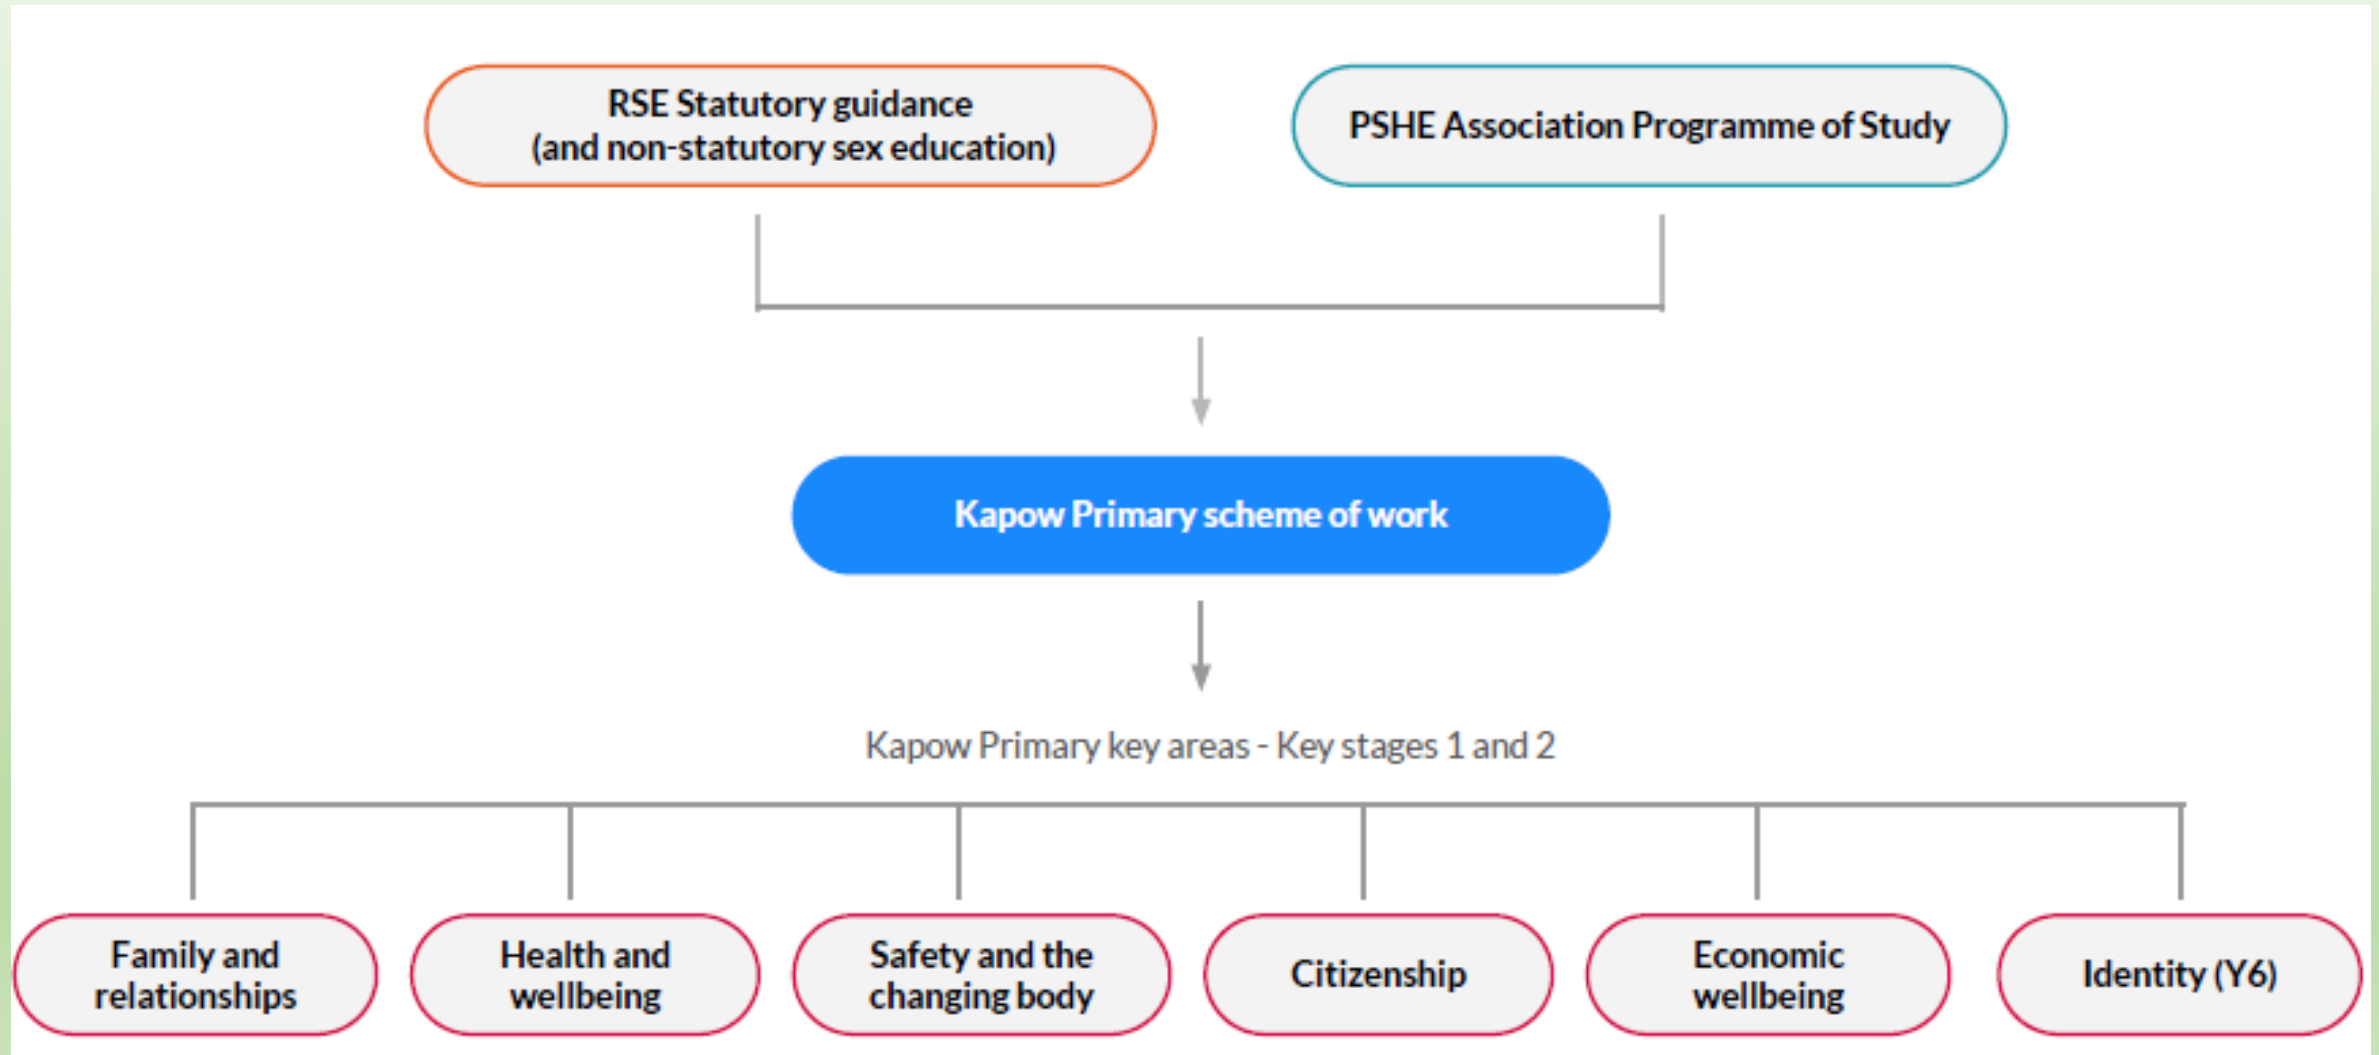 RSE Statutory guidance
(and non-statutory sex education)
PSHE Association Programme of Study
Kapow Primary scheme of work
Kapow Primary key areas - Key stages 1 and 2
Family and
relationships
Health and
wellbeing
Safety and the
changing body
Citizenship
Economic
wellbeing
Identity (Y6)